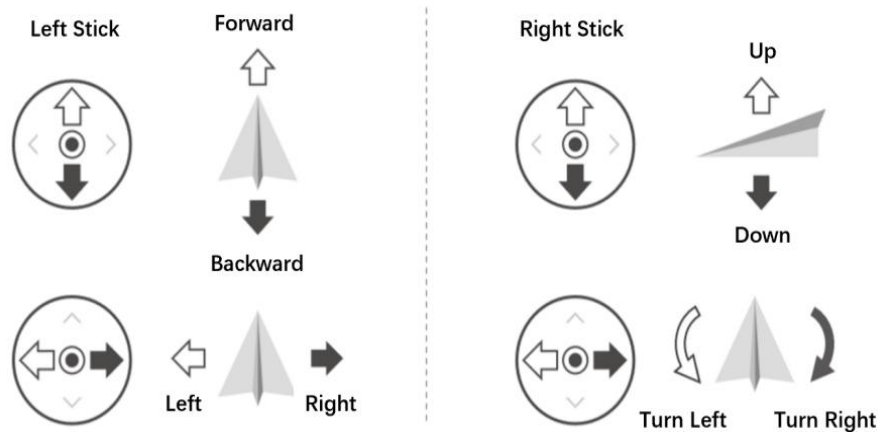 Left Stick
Forward
Backward
Left
Right
Right Stick
Up
Down
Turn Left
Turn Right